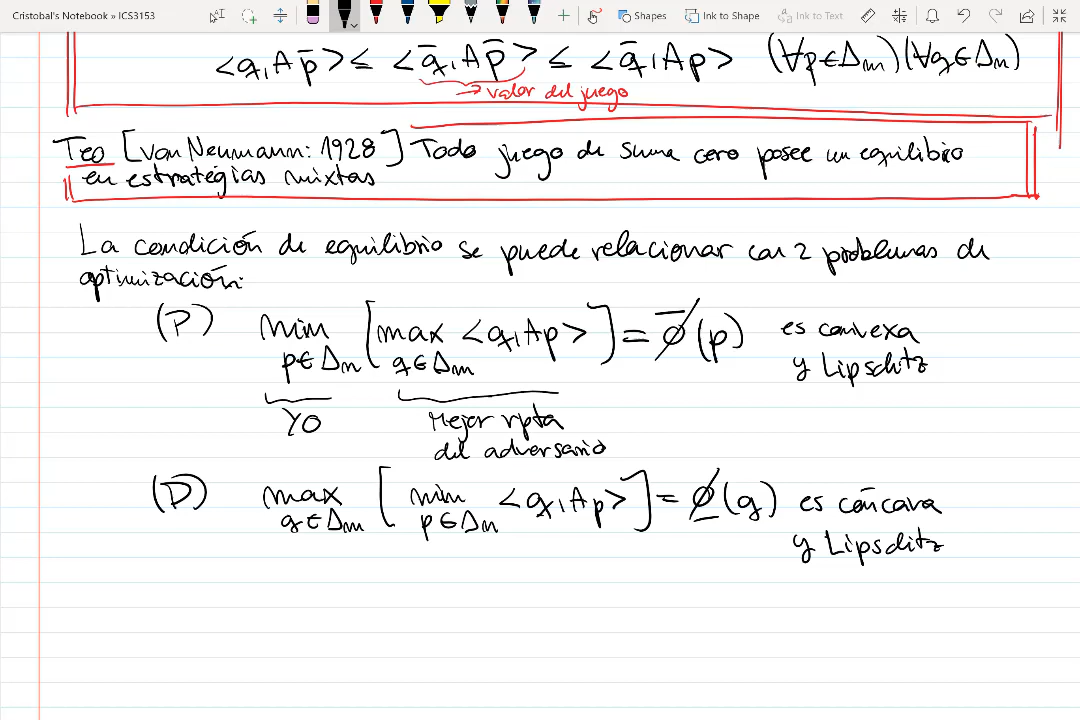 Cristobal's Notebook » ICS3153
Shapes
Ink to Shape
Ink to Text
<q, Ap̄> ≤ <q̄, Ap̄> ≤ <q̄, Ap> (∀p∈Δm)(∀q∈Δn)
→ valor del juego
Teo [von Neumann: 1928] Todo juego de suma cero posee un equilibrio
en estratégias mixtas
La condición de equilibrio se puede relacionar con 2 problemas de
optimización:
(P) min [max <q, Ap>] = ϕ̄(p) es convexa
p∈Δn q∈Δm y Lipschitz
YO Mejor rpta
del adversario
(D) max [min <q, Ap>] = ϕ̲(q) es cóncava
q∈Δm p∈Δn y Lipschitz